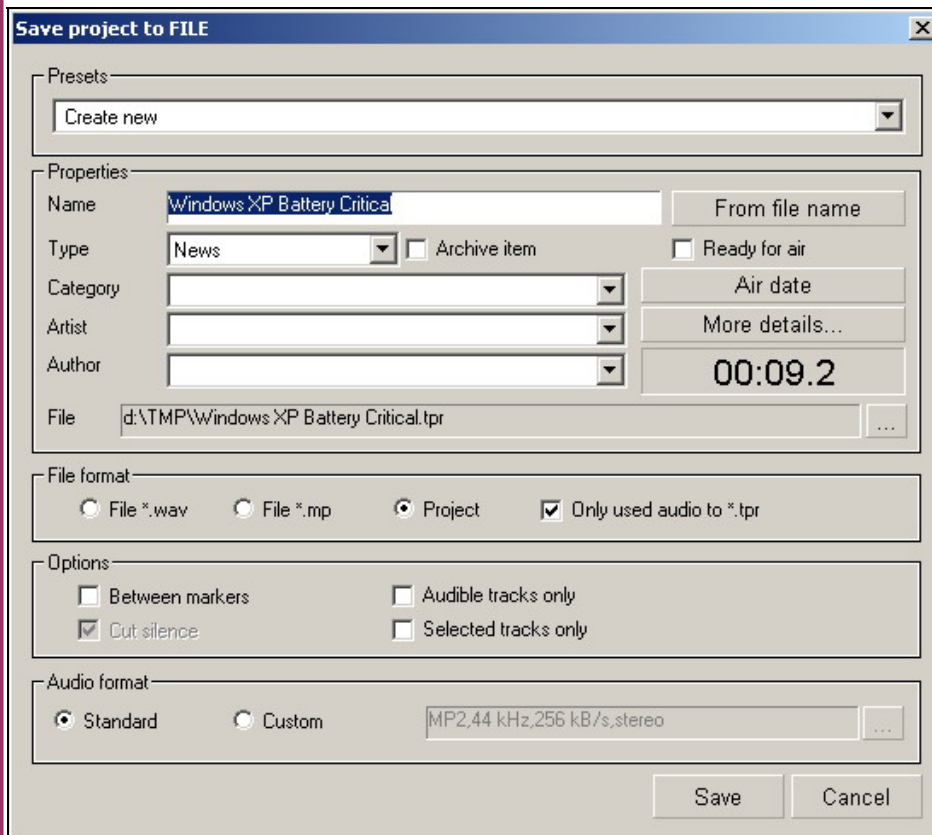 Save project to FILE
Presets
Create new
Properties
Name Windows XP Battery Critical From file name
Type News Archive item Ready for air
Category Air date
Artist More details...
Author 00:09.2
File d:\TMP\Windows XP Battery Critical.tpr ...
File format
File *.wav File *.mp Project Only used audio to *.tpr
Options
Between markers Audible tracks only
Cut silence Selected tracks only
Audio format
Standard Custom MP2,44 kHz,256 kB/s,stereo ...
Save Cancel